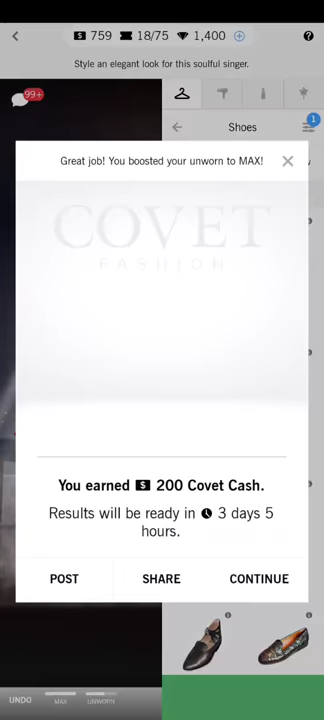 759 18/75 1,400
Style an elegant look for this soulful singer.
99+
Shoes
1
Great job! You boosted your unworn to MAX!
COVET
FASHION
You earned $ 200 Covet Cash.
Results will be ready in 3 days 5
hours.
POST SHARE CONTINUE
UNDO MAX UNWORN